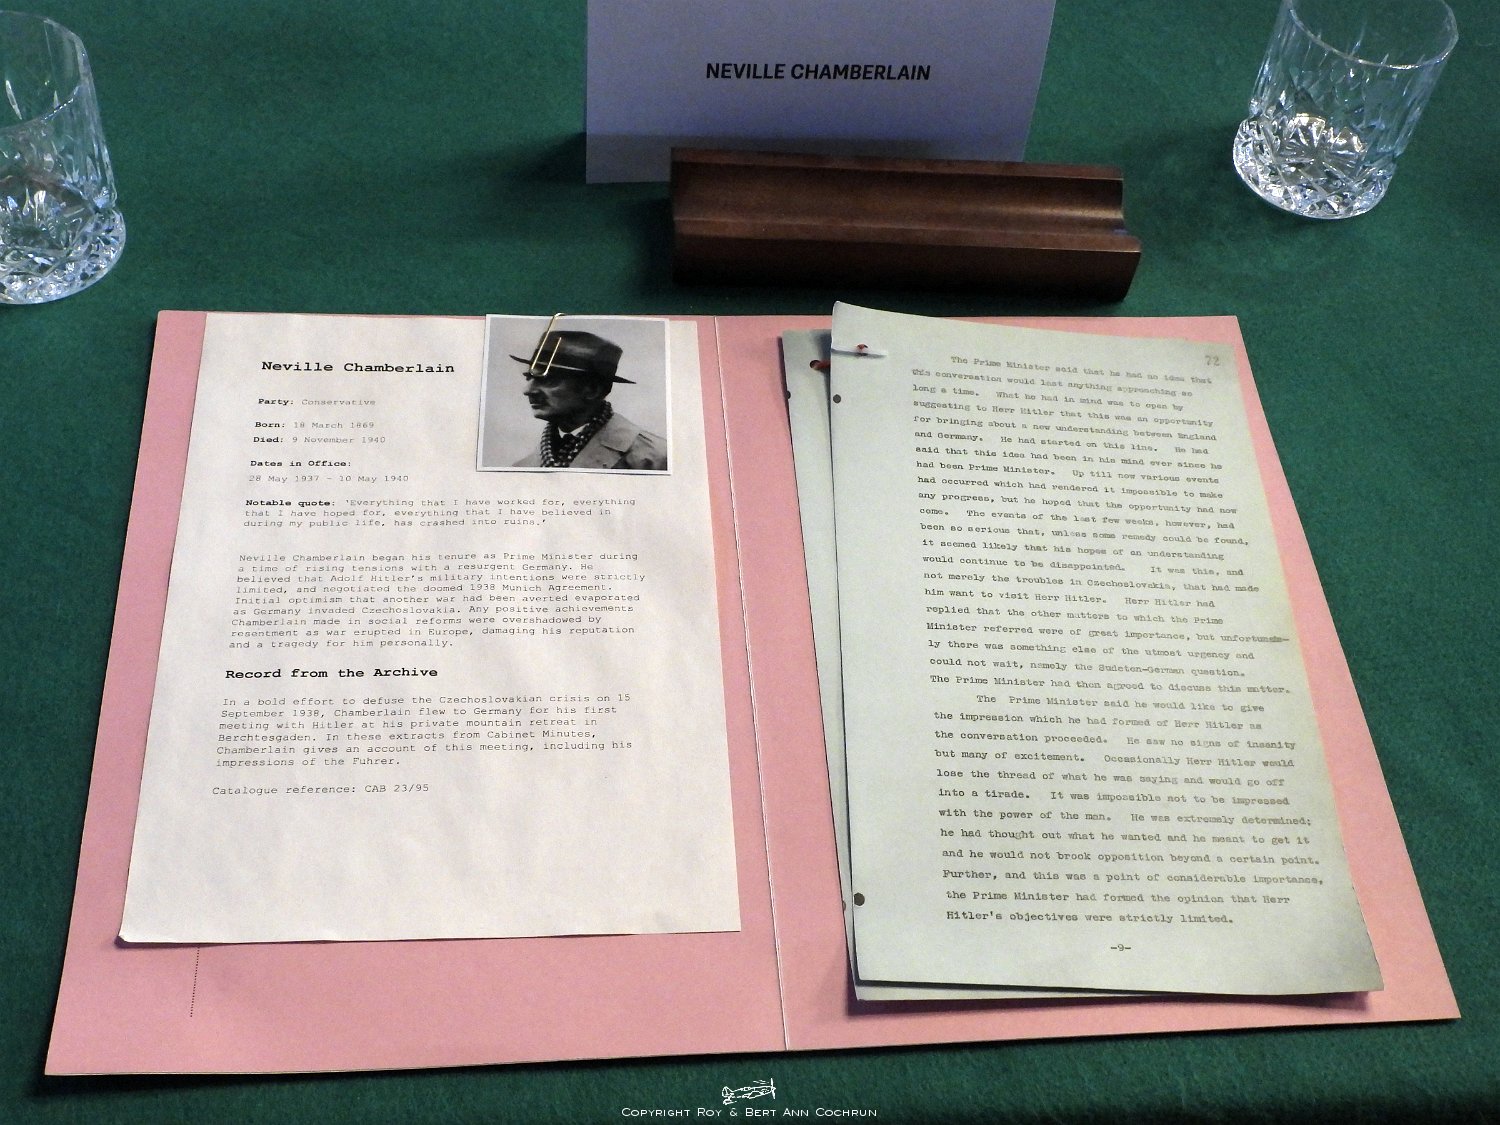 NEVILLE CHAMBERLAIN
Neville Chamberlain
Party: Conservative
Born: 18 March 1869
Died: 9 November 1940
Dates in Office:
28 May 1937 - 10 May 1940
Notable quote: 'Everything that I have worked for, everything
that I have hoped for, everything that I have believed in
during my public life, has crashed into ruins.'
Neville Chamberlain began his tenure as Prime Minister during
a time of rising tensions with a resurgent Germany. He
believed that Adolf Hitler's military intentions were strictly
limited, and negotiated the doomed 1938 Munich Agreement.
Initial optimism that another war had been averted evaporated
as Germany invaded Czechoslovakia. Any positive achievements
Chamberlain made in social reforms were overshadowed by
resentment as war erupted in Europe, damaging his reputation
and a tragedy for him personally.
Record from the Archive
In a bold effort to defuse the Czechoslovakian crisis on 15
September 1938, Chamberlain flew to Germany for his first
meeting with Hitler at his private mountain retreat in
Berchtesgaden. In these extracts from Cabinet Minutes,
Chamberlain gives an account of this meeting, including his
impressions of the Fuhrer.
Catalogue reference: CAB 23/95
72
The Prime Minister said that he had no idea that
this conversation would last anything approaching so
long a time. What he had in mind was to open by
suggesting to Herr Hitler that this was an opportunity
for bringing about a new understanding between England
and Germany. He had started on this line. He had
said that this idea had been in his mind ever since he
had been Prime Minister. Up till now various events
had occurred which had rendered it impossible to make
any progress, but he hoped that the opportunity had now
come. The events of the last few weeks, however, had
been so serious that, unless some remedy could be found,
it seemed likely that his hopes of an understanding
would continue to be disappointed. It was this, and
not merely the troubles in Czechoslovakia, that had made
him want to visit Herr Hitler. Herr Hitler had
replied that the other matters to which the Prime
Minister referred were of great importance, but unfortunate-
ly there was something else of the utmost urgency and
could not wait, namely the Sudeten-German question.
The Prime Minister had then agreed to discuss this matter.
The Prime Minister said he would like to give
the impression which he had formed of Herr Hitler as
the conversation proceeded. He saw no signs of insanity
but many of excitement. Occasionally Herr Hitler would
lose the thread of what he was saying and would go off
into a tirade. It was impossible not to be impressed
with the power of the man. He was extremely determined;
he had thought out what he wanted and he meant to get it
and he would not brook opposition beyond a certain point.
Further, and this was a point of considerable importance,
the Prime Minister had formed the opinion that Herr
Hitler's objectives were strictly limited.
-9-
Copyright Roy & Bert Ann Cochrun